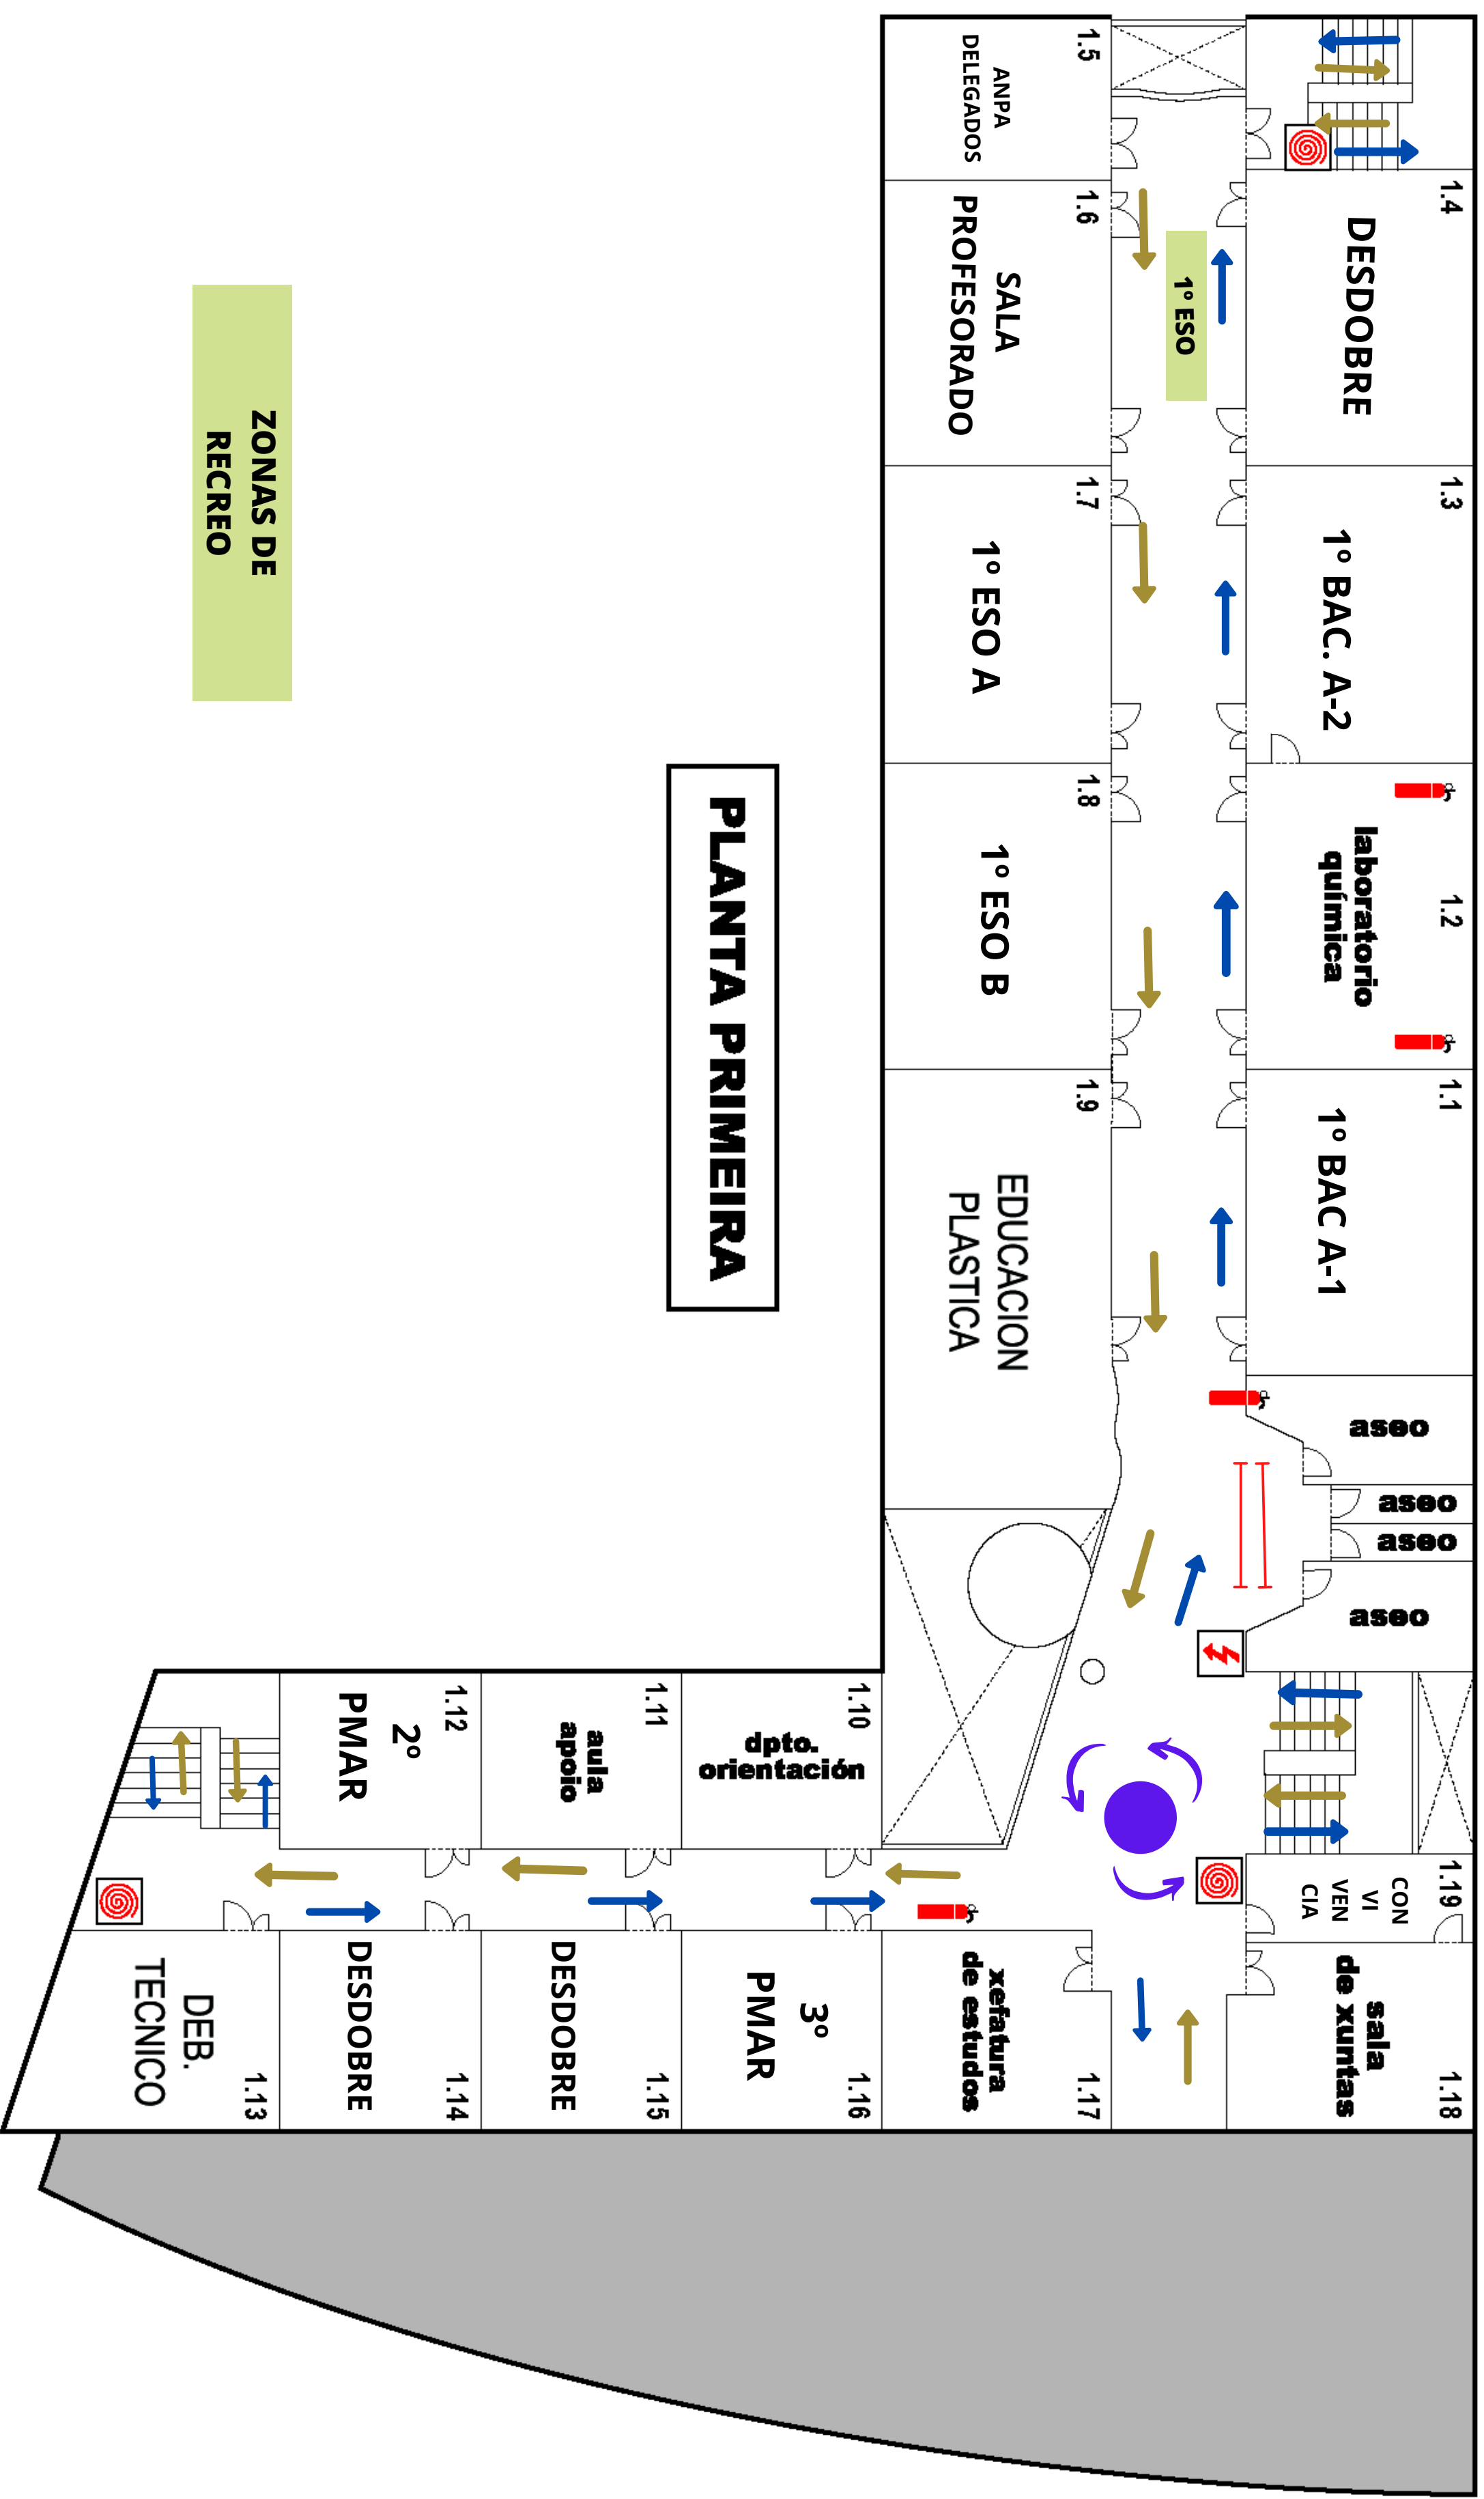 1.5
ANPA
DELEGADOS
1.6
SALA
PROFESORADO
1.7
1º ESO A
1.8
1º ESO B
1.9
EDUCACION
PLASTICA
1.4
DESDOBRE
1.3
1º BAC. A-2
1.2
laboratorio
química
1.1
1º BAC A-1
aseo
aseo
aseo
aseo
1º ESO
ZONAS DE
RECREO
PLANTA PRIMEIRA
1.12
2º
PMAR
1.11
aula
apoio
1.10
dpto.
orientación
1.19
CON
VI
VEN
CIA
1.13
DEB.
TECNICO
1.14
DESDOBRE
1.15
DESDOBRE
1.16
3º
PMAR
1.17
xefatura
de estudos
1.18
sala
de xuntas